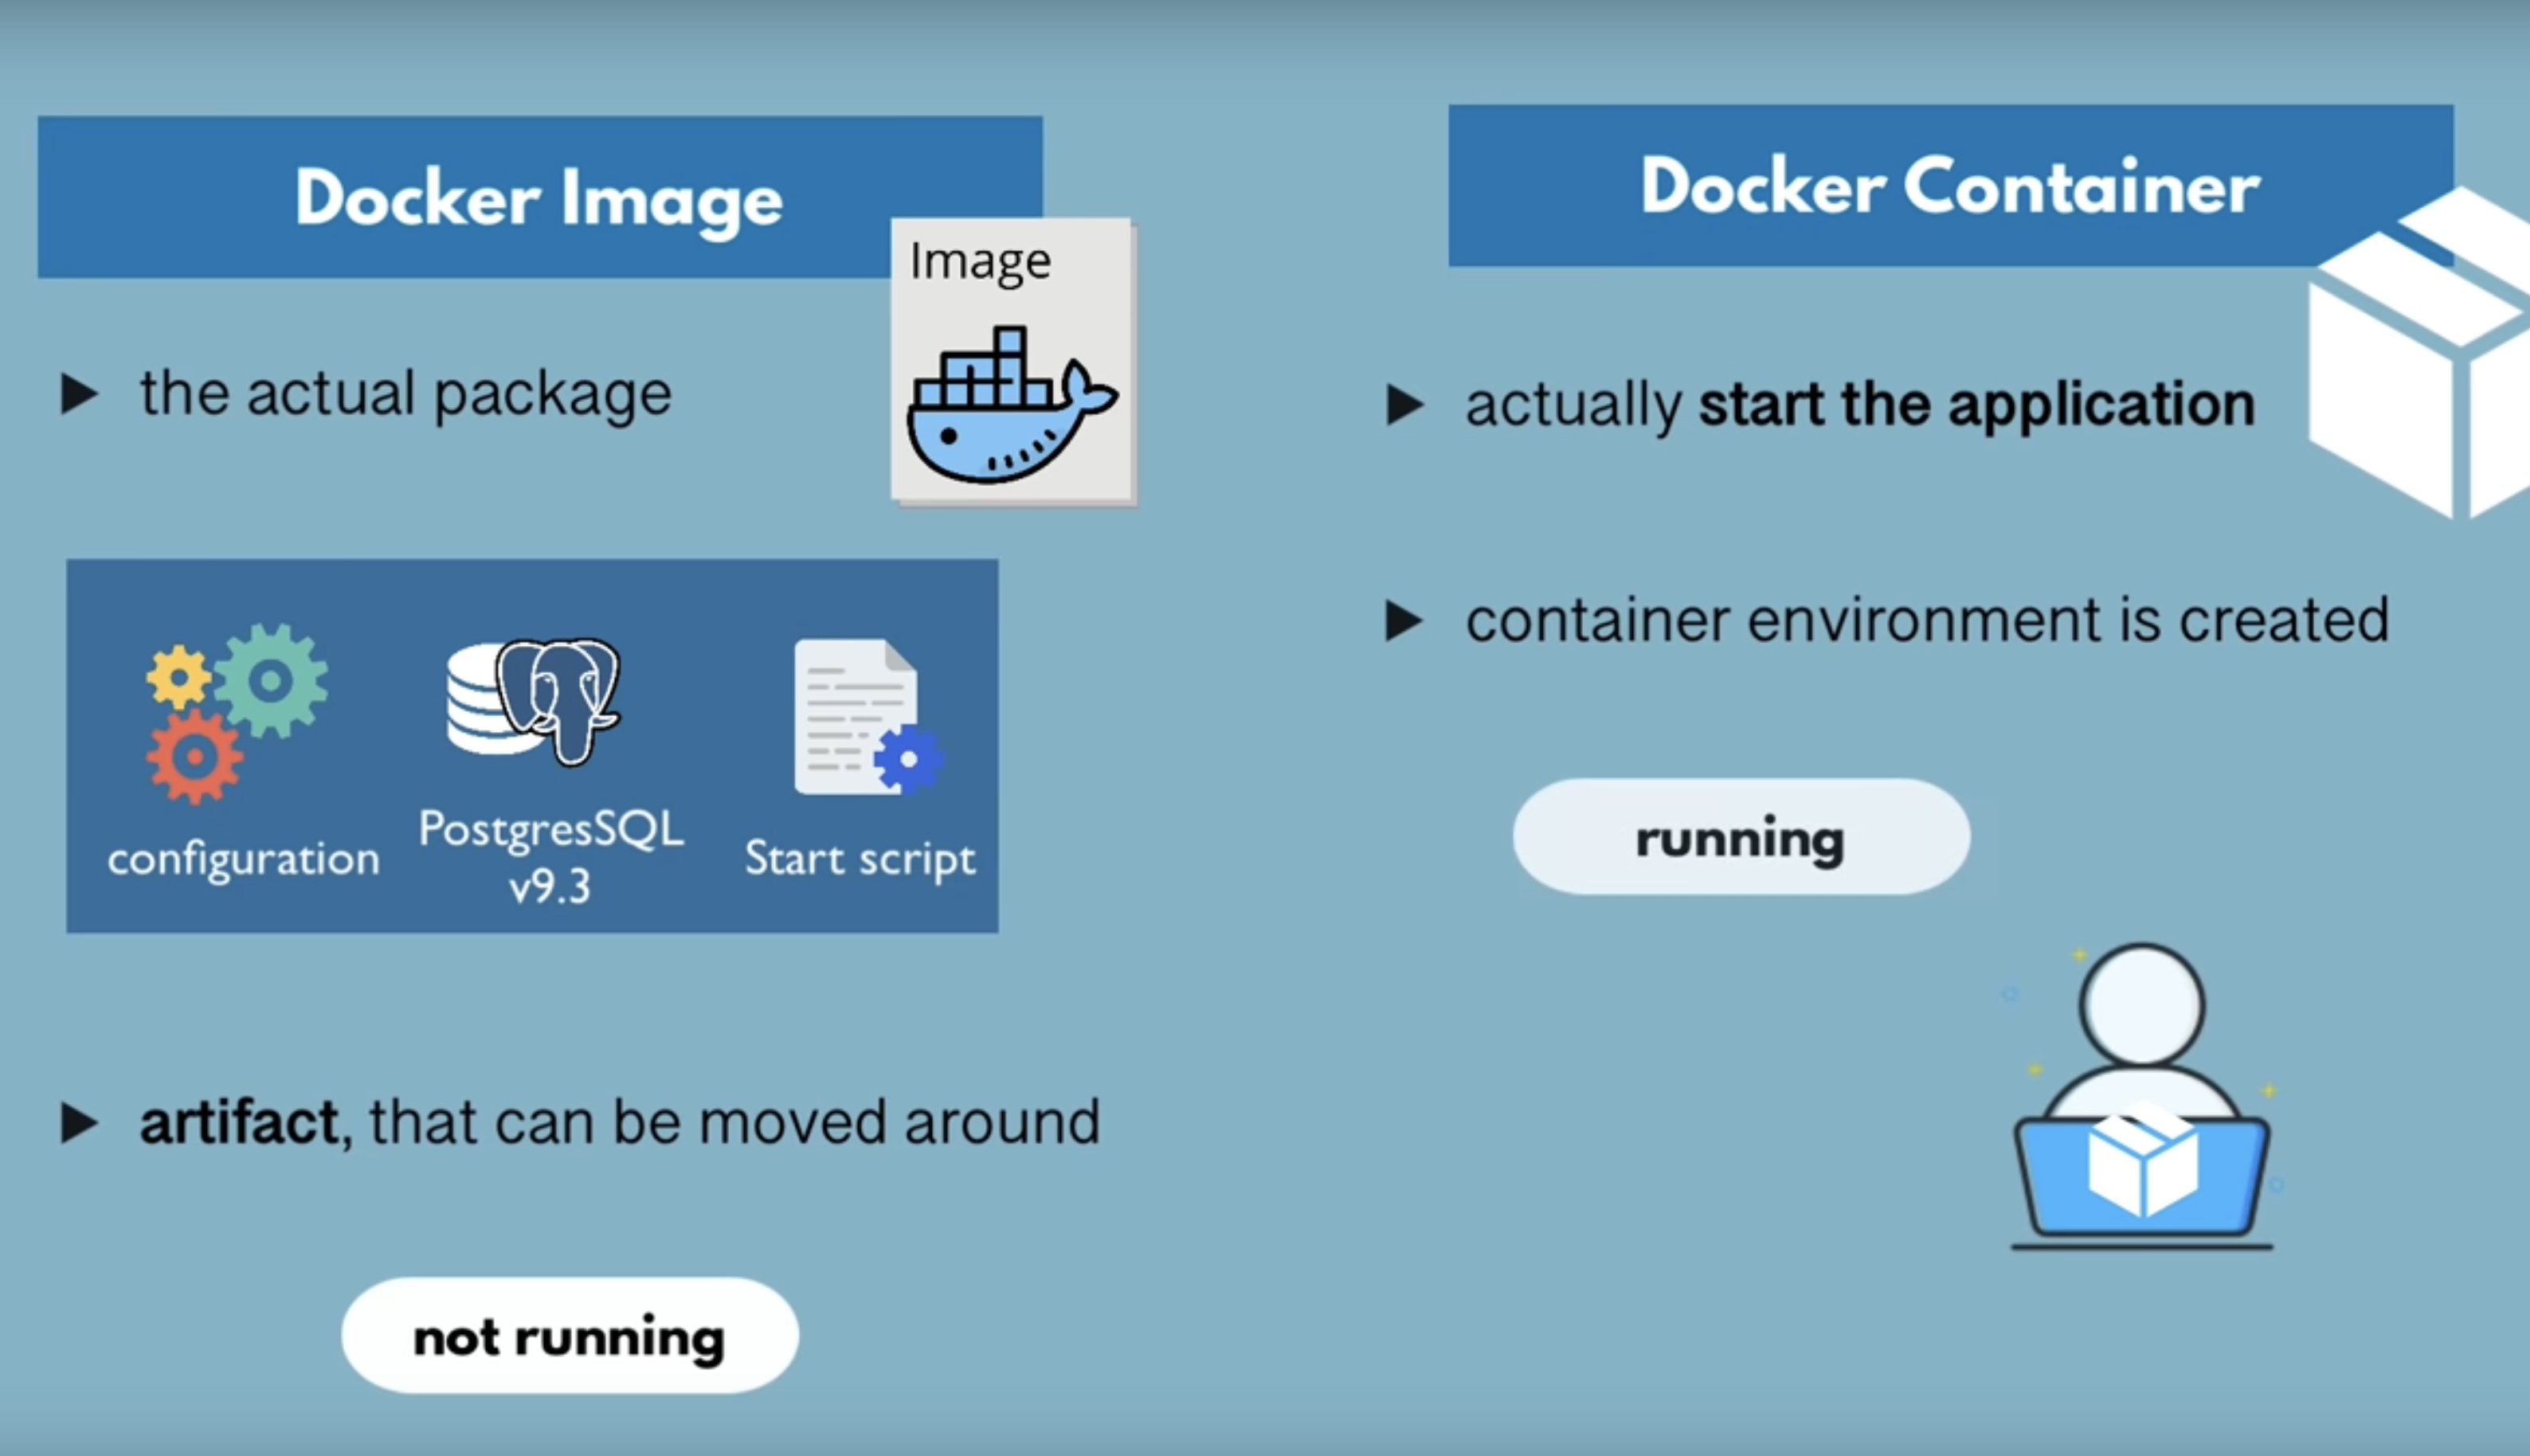 Docker Image
Image
the actual package
configuration
PostgresSQL
v9.3
Start script
artifact, that can be moved around
not running
Docker Container
actually start the application
container environment is created
running